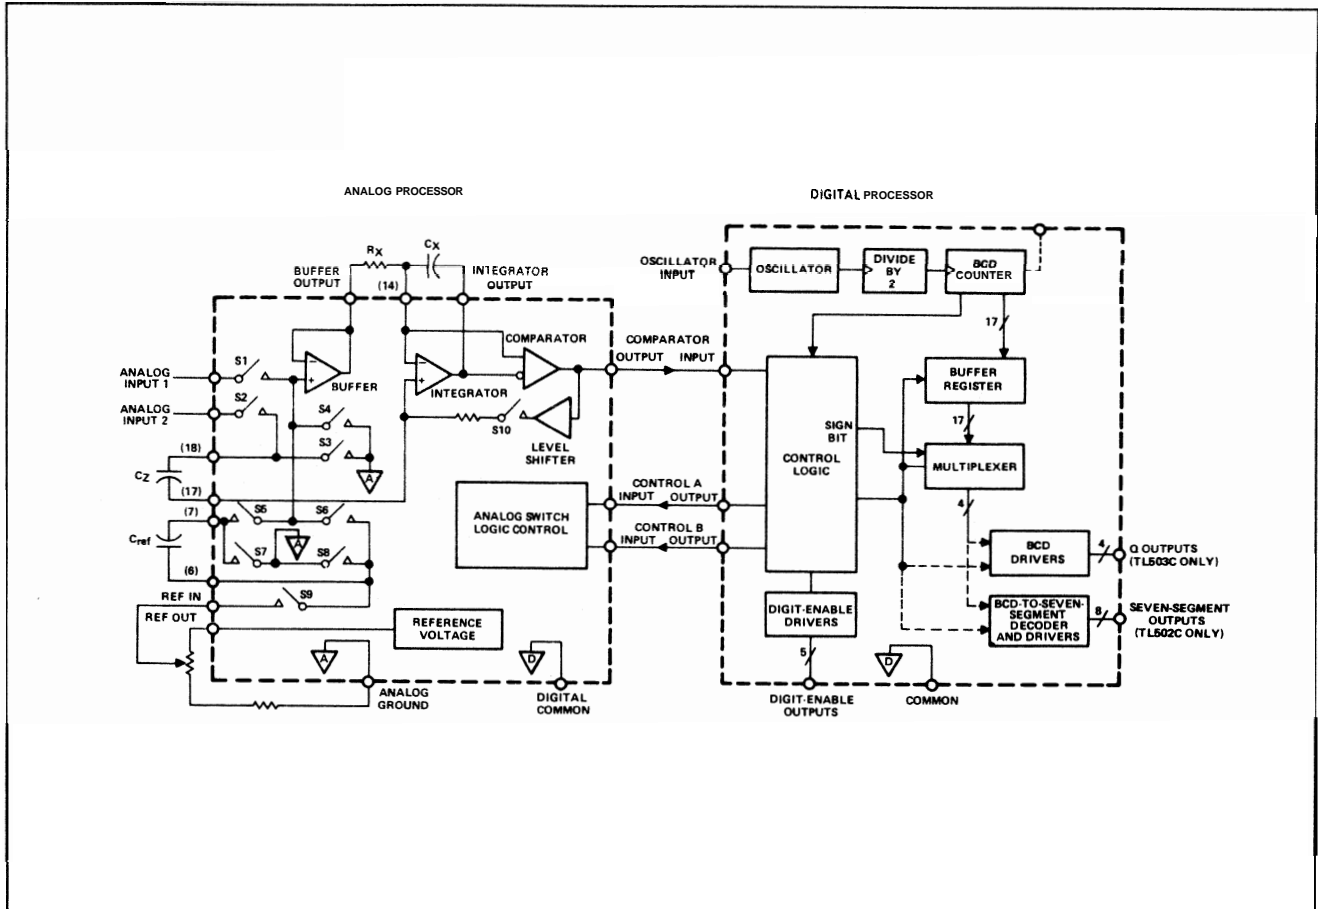 ANALOG PROCESSOR
DIGITAL PROCESSOR
RX
CX
BUFFER
OUTPUT
(14)
INTEGRATOR
OUTPUT
OSCILLATOR
INPUT
OSCILLATOR
DIVIDE
BY
2
BCD
COUNTER
17
COMPARATOR
COMPARATOR
OUTPUT
INPUT
ANALOG
INPUT 1
S1
BUFFER
INTEGRATOR
ANALOG
INPUT 2
S2
S4
S3
S10
LEVEL
SHIFTER
BUFFER
REGISTER
17
SIGN
BIT
CONTROL
LOGIC
MULTIPLEXER
4
(18)
CZ
(17)
A
(7)
S5
S6
Cref
S7
A
S8
(6)
ANALOG SWITCH
LOGIC CONTROL
CONTROL A
INPUT
OUTPUT
CONTROL B
INPUT
OUTPUT
BCD
DRIVERS
4
Q OUTPUTS
(TL503C ONLY)
REF IN
S9
REF OUT
REFERENCE
VOLTAGE
DIGIT-ENABLE
DRIVERS
BCD-TO-SEVEN-
SEGMENT
DECODER
AND DRIVERS
8
SEVEN-SEGMENT
OUTPUTS
(TL502C ONLY)
A
D
5
D
ANALOG
GROUND
DIGITAL
COMMON
DIGIT-ENABLE
OUTPUTS
COMMON